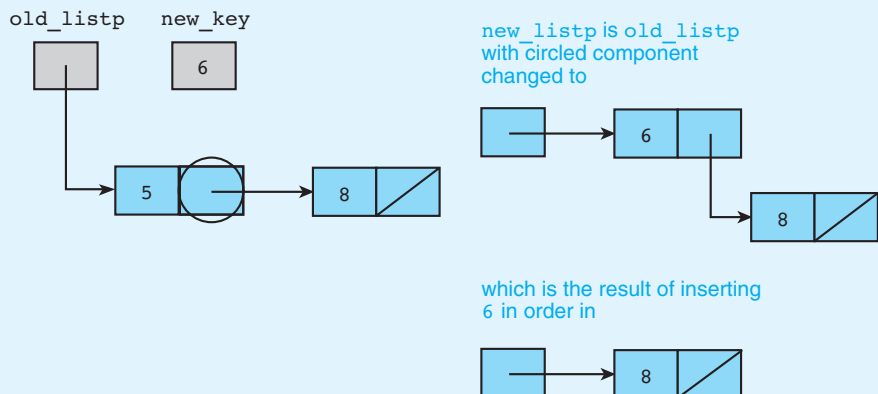 old_listp new_key
6
5
8
new_listp is old_listp
with circled component
changed to
6
8
which is the result of inserting
6 in order in
8